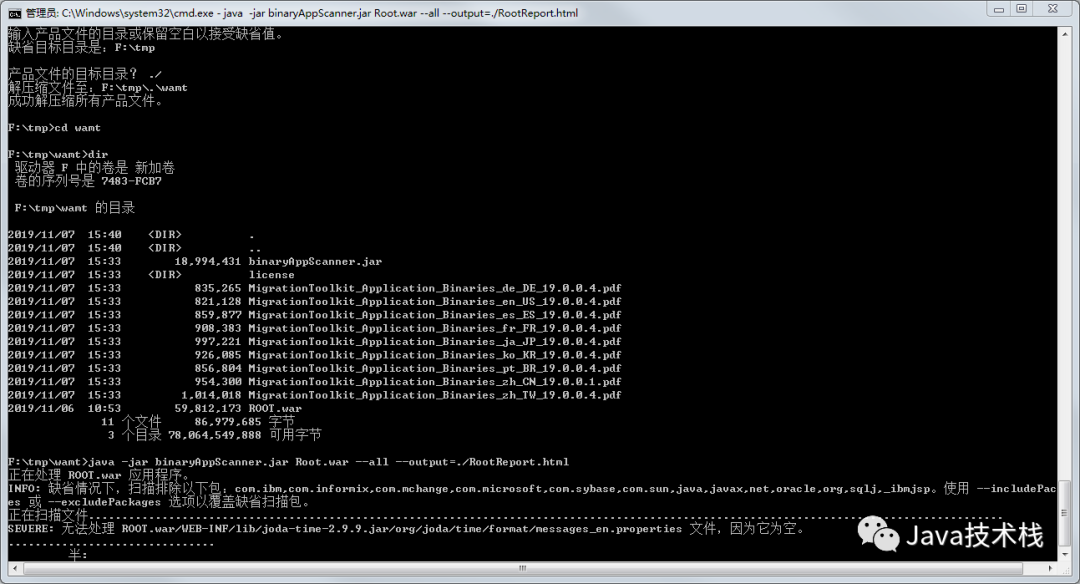 管理员: C:\Windows\system32\cmd.exe - java -jar binaryAppScanner.jar Root.war --all --output=./RootReport.html
输入产品文件的目录或保留空白以接受缺省值。
缺省目标目录是：F:\tmp
产品文件的目标目录？ ./
解压缩文件至：F:\tmp\.\wamt
成功解压缩所有产品文件。
F:\tmp>cd wamt
F:\tmp\wamt>dir
驱动器 F 中的卷是 新加卷
卷的序列号是 7483-FCB7
F:\tmp\wamt 的目录
2019/11/07 15:40 <DIR> .
2019/11/07 15:40 <DIR> ..
2019/11/07 15:33 18,994,431 binaryAppScanner.jar
2019/11/07 15:33 <DIR> license
2019/11/07 15:33 835,265 MigrationToolkit_Application_Binaries_de_DE_19.0.0.4.pdf
2019/11/07 15:33 821,128 MigrationToolkit_Application_Binaries_en_US_19.0.0.4.pdf
2019/11/07 15:33 859,877 MigrationToolkit_Application_Binaries_es_ES_19.0.0.4.pdf
2019/11/07 15:33 908,383 MigrationToolkit_Application_Binaries_fr_FR_19.0.0.4.pdf
2019/11/07 15:33 997,221 MigrationToolkit_Application_Binaries_ja_JP_19.0.0.4.pdf
2019/11/07 15:33 926,085 MigrationToolkit_Application_Binaries_ko_KR_19.0.0.4.pdf
2019/11/07 15:33 856,804 MigrationToolkit_Application_Binaries_pt_BR_19.0.0.4.pdf
2019/11/07 15:33 954,300 MigrationToolkit_Application_Binaries_zh_CN_19.0.0.1.pdf
2019/11/07 15:33 1,014,018 MigrationToolkit_Application_Binaries_zh_TW_19.0.0.4.pdf
2019/11/06 10:53 59,812,173 ROOT.war
11 个文件 86,979,685 字节
3 个目录 78,064,549,888 可用字节
F:\tmp\wamt>java -jar binaryAppScanner.jar Root.war --all --output=./RootReport.html
正在处理 ROOT.war 应用程序。
INFO: 缺省情况下，扫描排除以下包：com.ibm,com.informix,com.mchange,com.microsoft,com.sybase,com.sun,java,javax,net,oracle,org,sqlj,_ibmjsp。使用 --includePac
es 或 --excludePackages 选项以覆盖缺省扫描包。
正在扫描文件................................................................................................................................
SEVERE: 无法处理 ROOT.war/WEB-INF/lib/joda-time-2.9.9.jar/org/joda/time/format/messages_en.properties 文件，因为它为空。
...............................
半:
Java技术栈